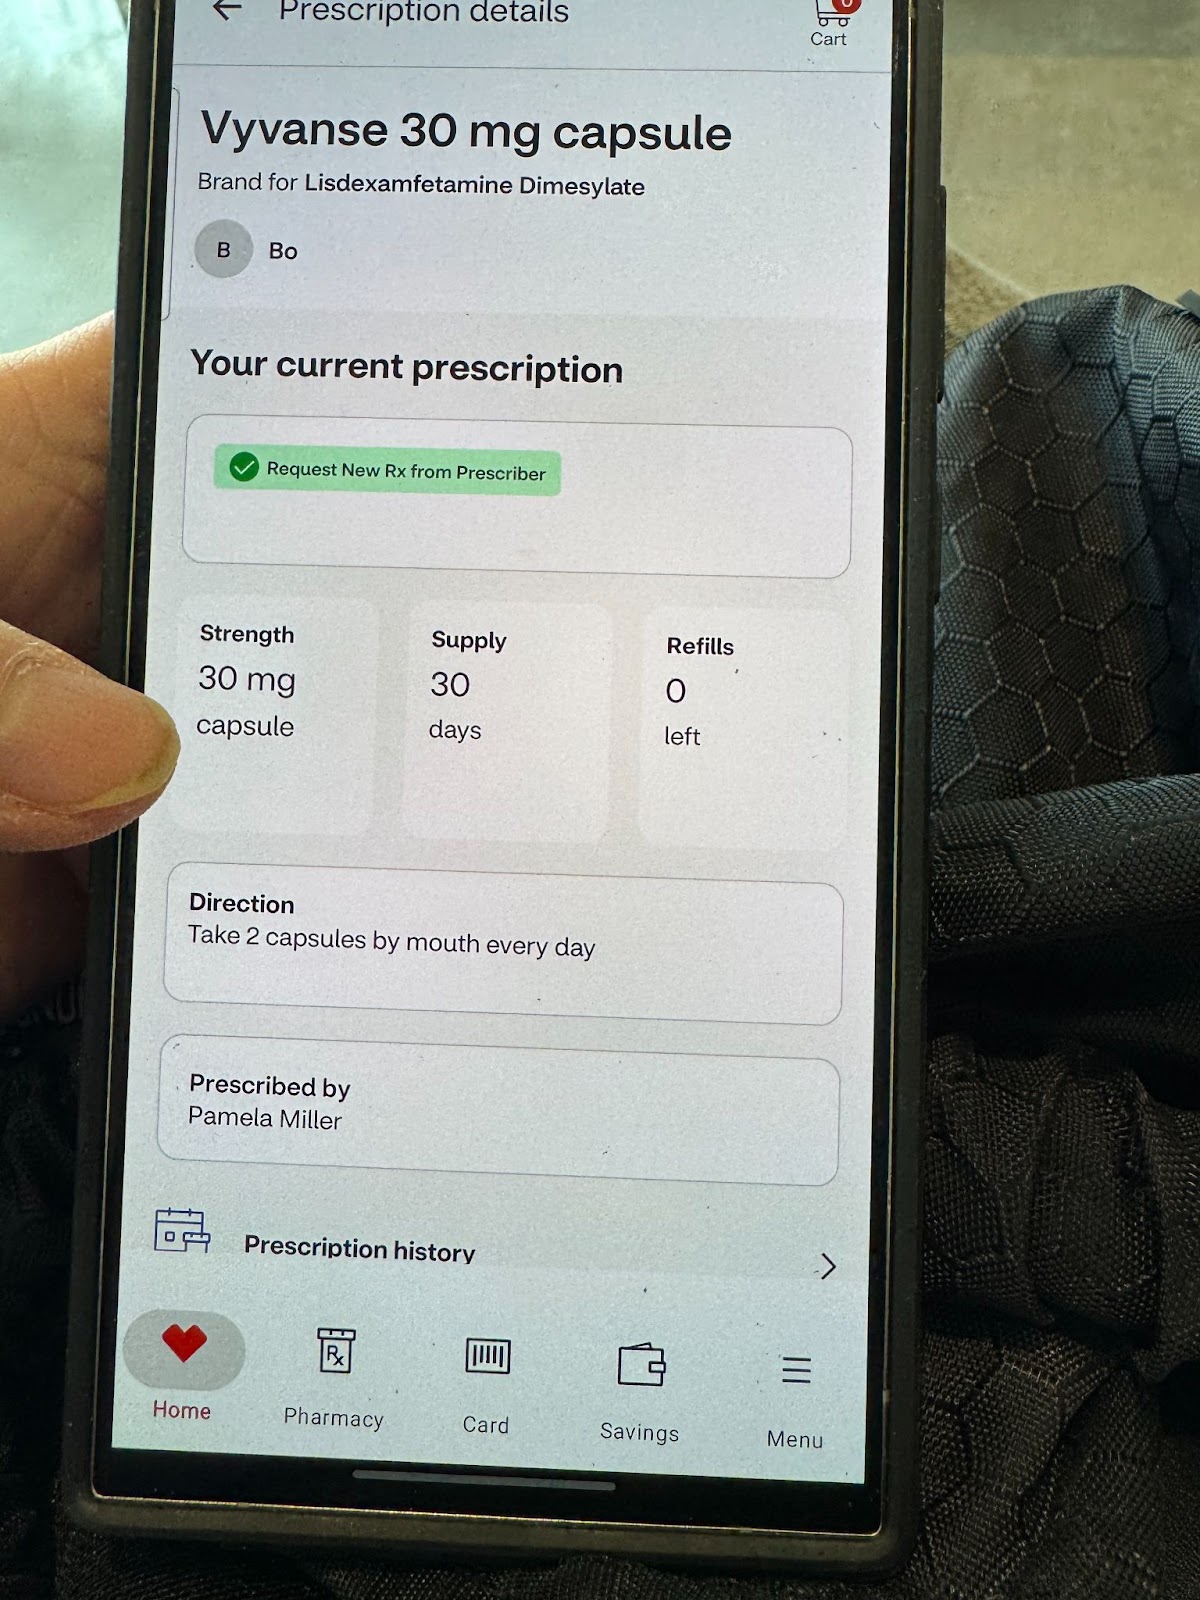 Prescription details
Cart
Vyvanse 30 mg capsule
Brand for Lisdexamfetamine Dimesylate
B
Bo
Your current prescription
Request New Rx from Prescriber
Strength
30 mg
capsule
Supply
30
days
Refills
0
left
Direction
Take 2 capsules by mouth every day
Prescribed by
Pamela Miller
Prescription history
Rx
Home
Pharmacy
Card
Savings
Menu